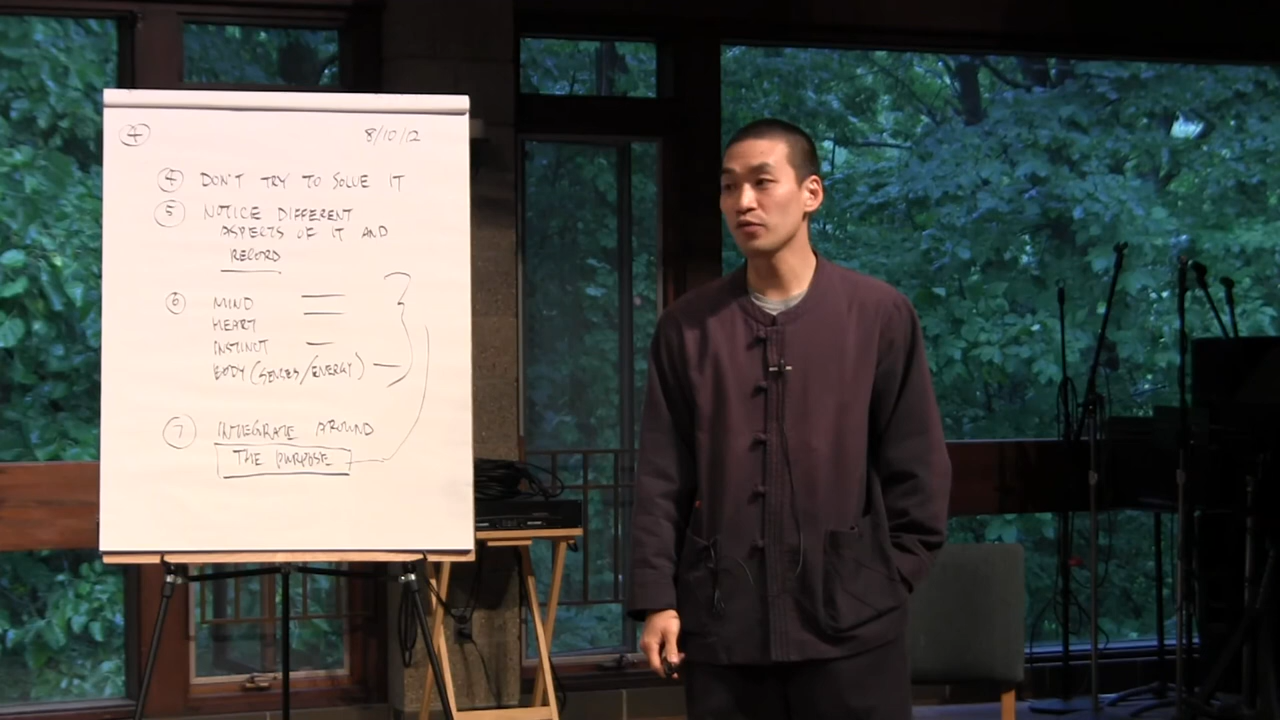 4
8/10/12
4 DON'T TRY TO SOLVE IT
5 NOTICE DIFFERENT
ASPECTS OF IT AND
RECORD
6 MIND
HEART
INSTINCT
BODY (SENSES/ENERGY)
7 INTEGRATE AROUND
THE PURPOSE